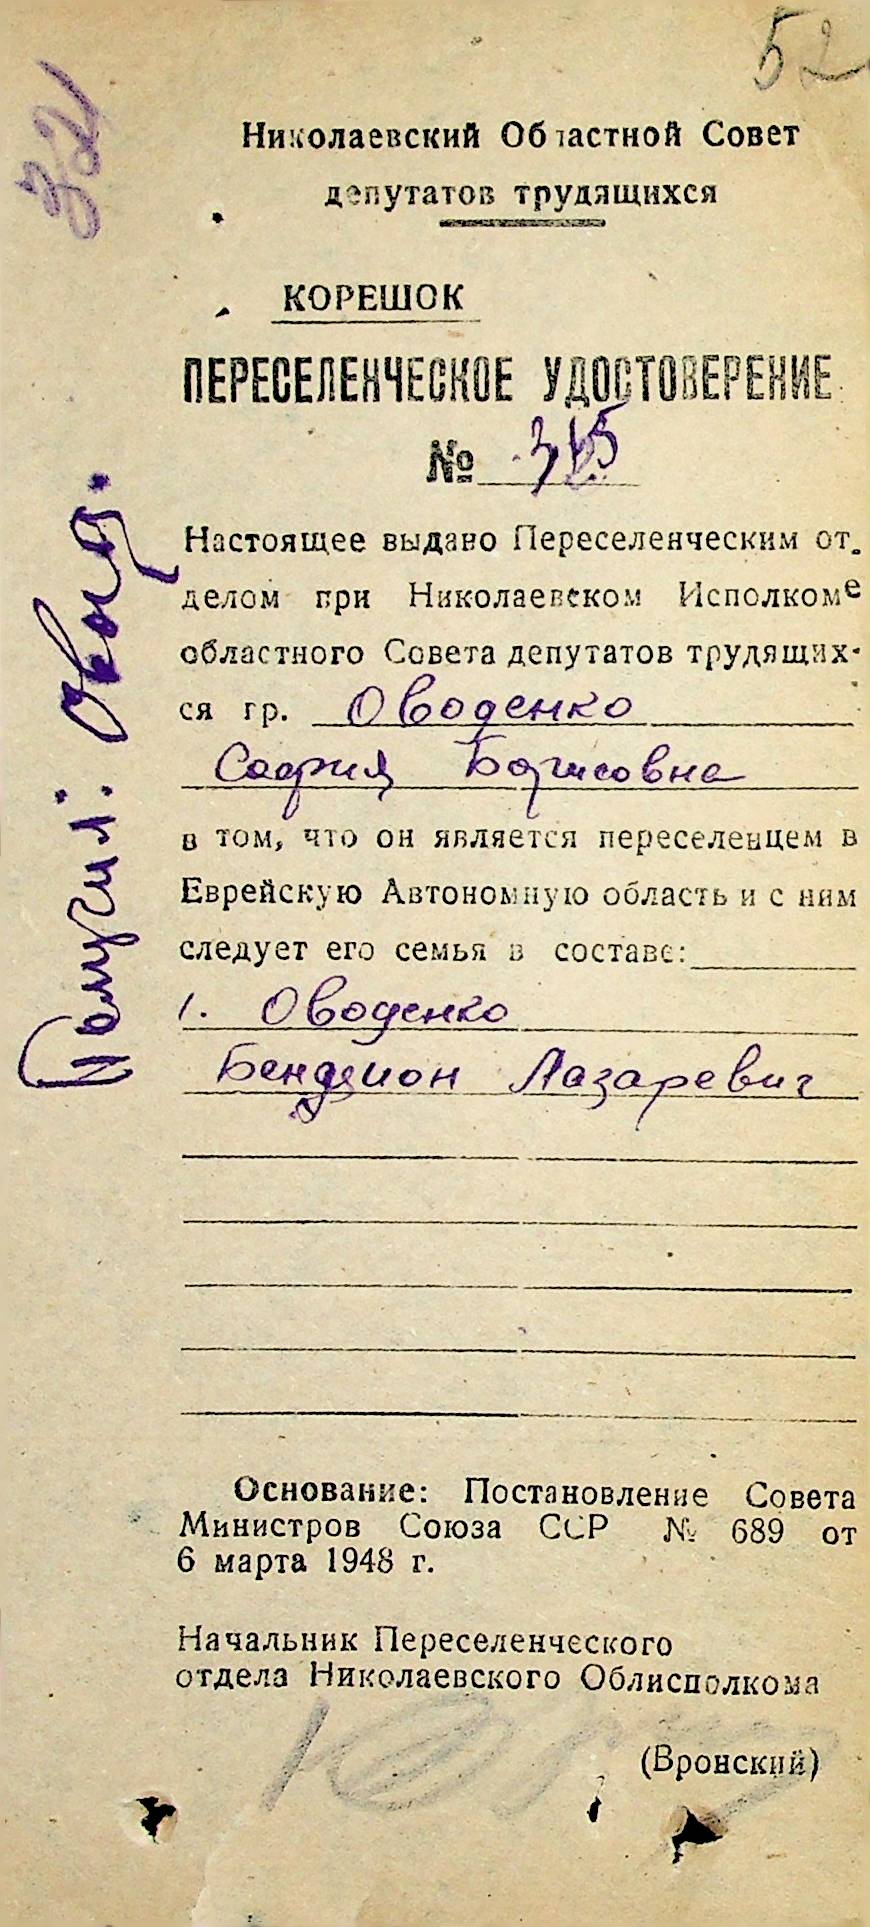 52
32
Николаевский Областной Совет
депутатов трудящихся
КОРЕШОК
ПЕРЕСЕЛЕНЧЕСКОЕ УДОСТОВЕРЕНИЕ
№
Настоящее выдано Переселенческим от-
делом при Николаевском Исполкоме
областного Совета депутатов трудящих-
ся гр. Оводенко
София Борисовна
в том, что он является переселенцем в
Еврейскую Автономную область и с ним
следует его семья в составе:
1. Оводенко
Бенцион Лазаревич
Основание: Постановление Совета
Министров Союза ССР № 689 от
6 марта 1948 г.
Начальник Переселенческого
отдела Николаевского Облисполкома
(Вронский)
Получил: